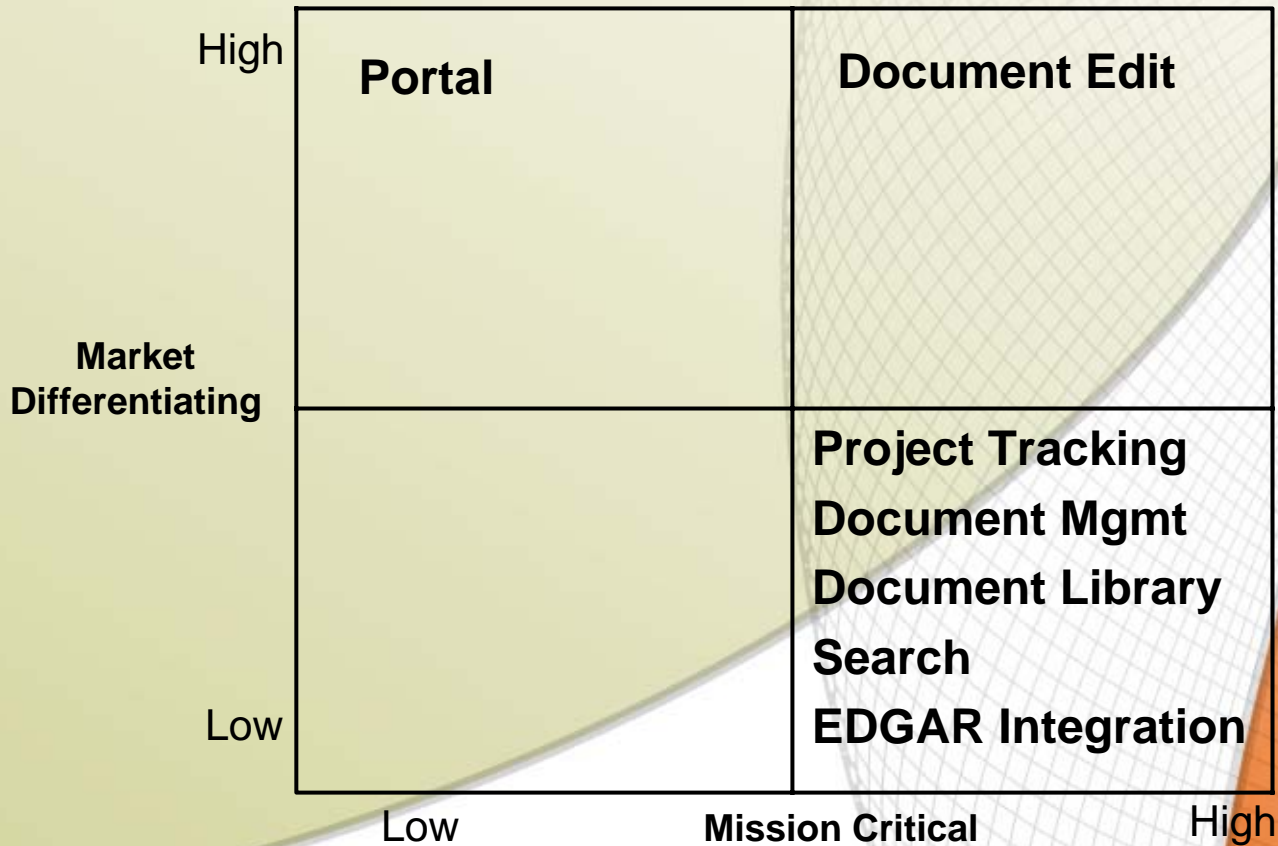 High
Portal
Document Edit
Market
Differentiating
Project Tracking
Document Mgmt
Document Library
Search
EDGAR Integration
Low
Low
Mission Critical
High